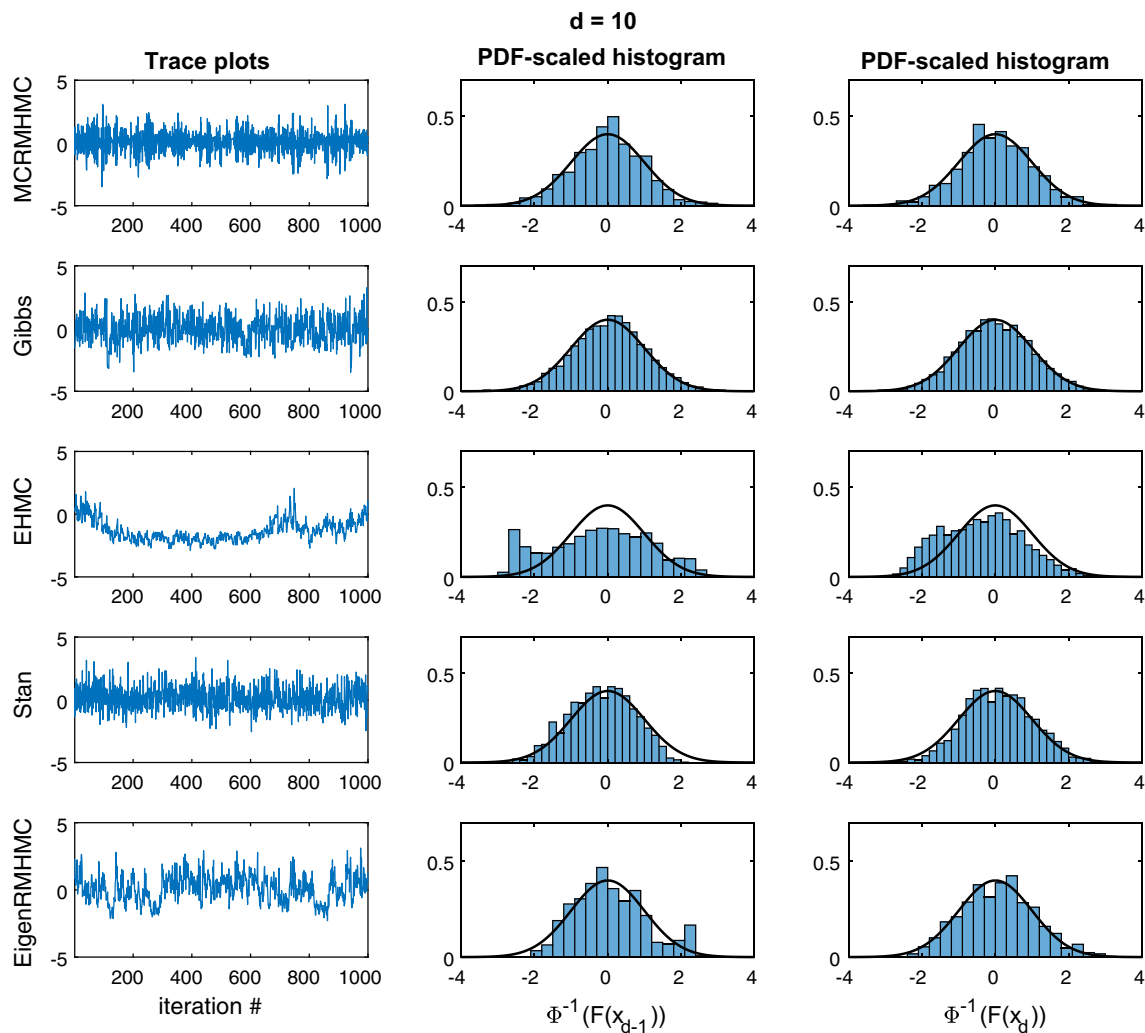 d = 10
Trace plots
PDF-scaled histogram
PDF-scaled histogram
MCRMHMC
5
0
-5
200 400 600 800 1000
0.5
0
-4 -2 0 2 4
0.5
0
-4 -2 0 2 4
Gibbs
5
0
-5
200 400 600 800 1000
0.5
0
-4 -2 0 2 4
0.5
0
-4 -2 0 2 4
EHMC
5
0
-5
200 400 600 800 1000
0.5
0
-4 -2 0 2 4
0.5
0
-4 -2 0 2 4
Stan
5
0
-5
200 400 600 800 1000
0.5
0
-4 -2 0 2 4
0.5
0
-4 -2 0 2 4
EigenRMHMC
5
0
-5
200 400 600 800 1000
iteration #
0.5
0
-4 -2 0 2 4
Φ⁻¹(F(x_{d-1}))
0.5
0
-4 -2 0 2 4
Φ⁻¹(F(x_d))